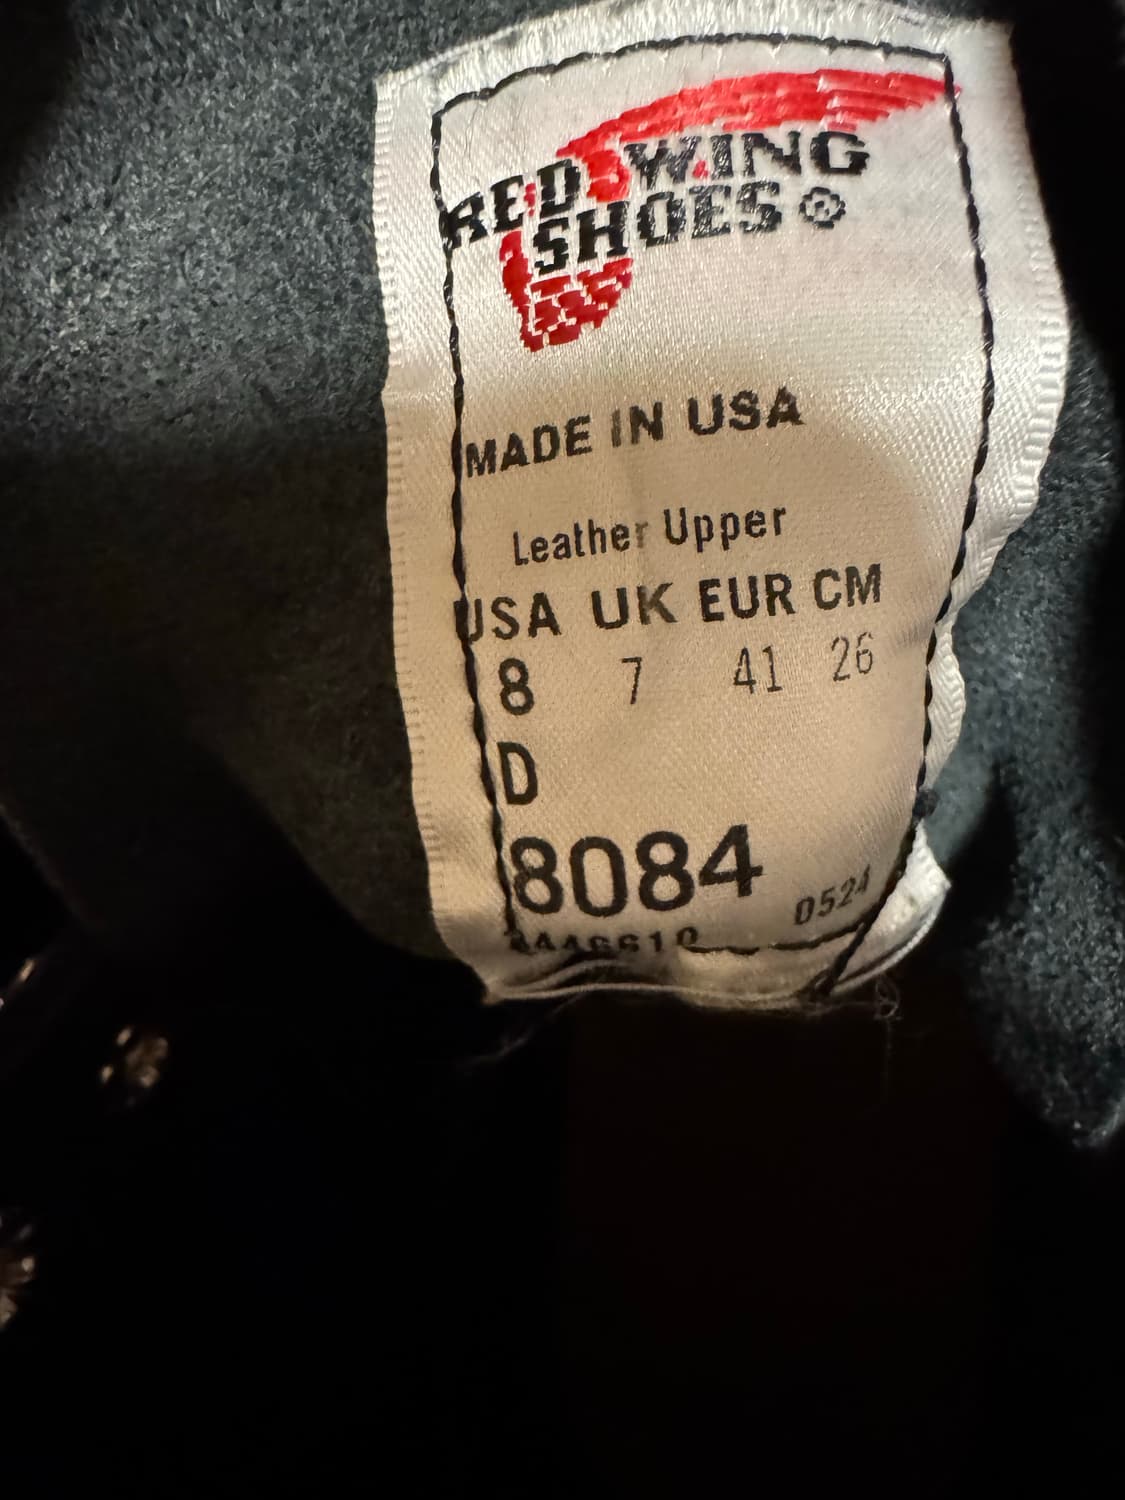 RED WING
SHOES ®
MADE IN USA
Leather Upper
USA UK EUR CM
8 7 41 26
D
8084
0524